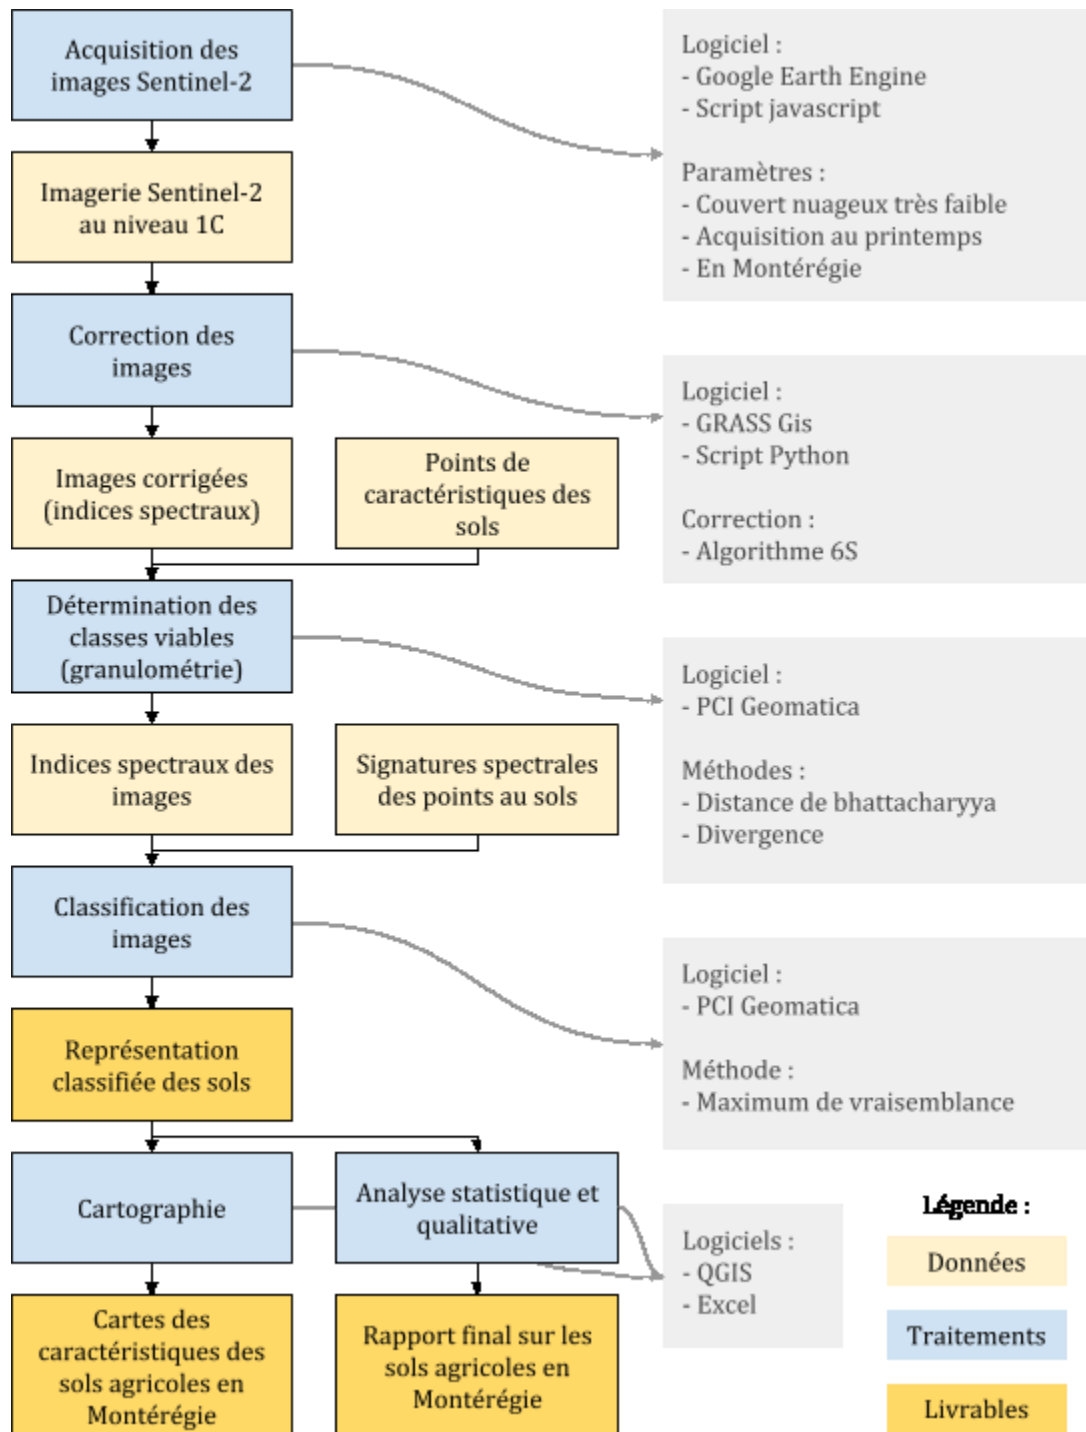 Acquisition des
images Sentinel-2
Logiciel :
- Google Earth Engine
- Script javascript
Paramètres :
- Couvert nuageux très faible
- Acquisition au printemps
- En Montérégie
Imagerie Sentinel-2
au niveau 1C
Correction des
images
Logiciel :
- GRASS Gis
- Script Python
Correction :
- Algorithme 6S
Images corrigées
(indices spectraux)
Points de
caractéristiques des
sols
Détermination des
classes viables
(granulométrie)
Logiciel :
- PCI Geomatica
Méthodes :
- Distance de bhattacharyya
- Divergence
Indices spectraux des
images
Signatures spectrales
des points au sols
Classification des
images
Logiciel :
- PCI Geomatica
Méthode :
- Maximum de vraisemblance
Représentation
classifiée des sols
Cartographie
Analyse statistique et
qualitative
Logiciels :
- QGIS
- Excel
Cartes des
caractéristiques des
sols agricoles en
Montérégie
Rapport final sur les
sols agricoles en
Montérégie
Légende :
Données
Traitements
Livrables